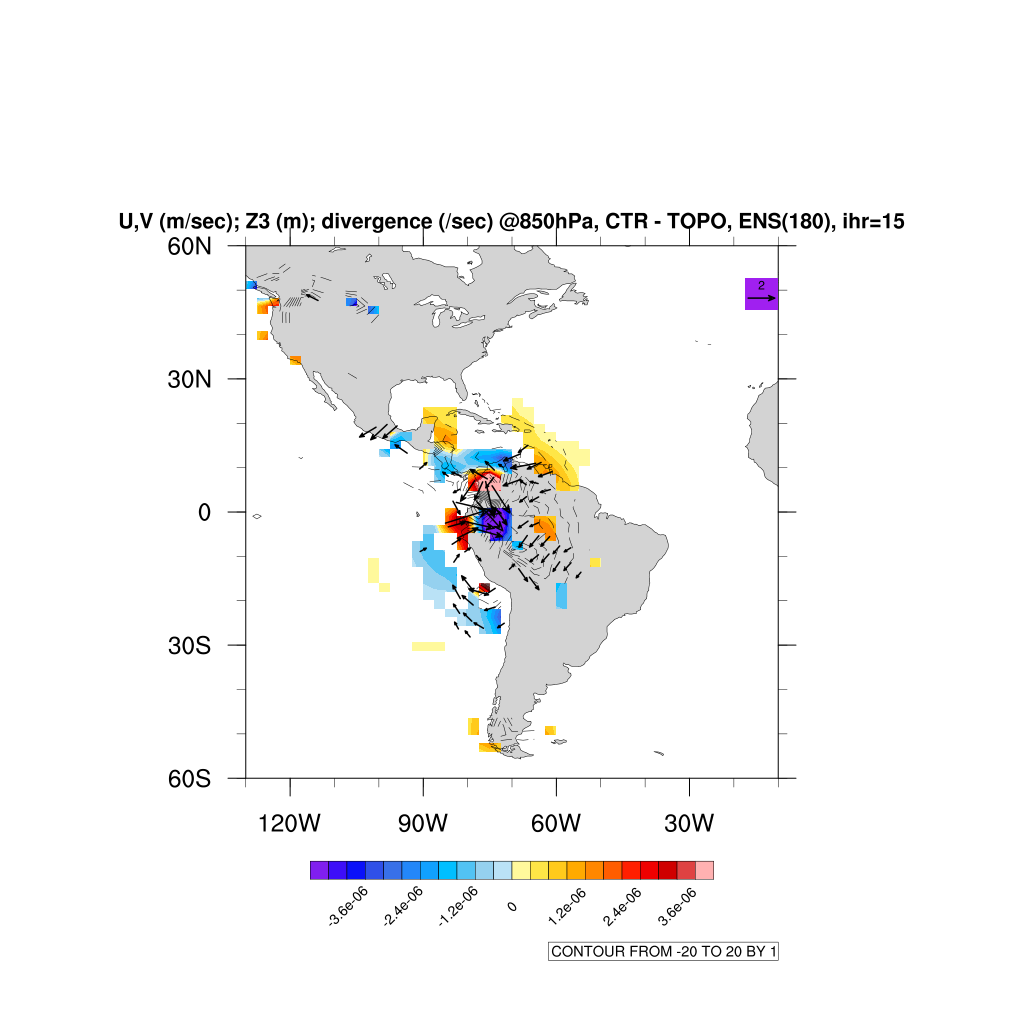 U,V (m/sec); Z3 (m); divergence (/sec) @850hPa, CTR - TOPO, ENS(180), ihr=15
60N
2
30N
0
30S
60S
120W 90W 60W 30W
-3.6e-06 -2.4e-06 -1.2e-06 0 1.2e-06 2.4e-06 3.6e-06
CONTOUR FROM -20 TO 20 BY 1